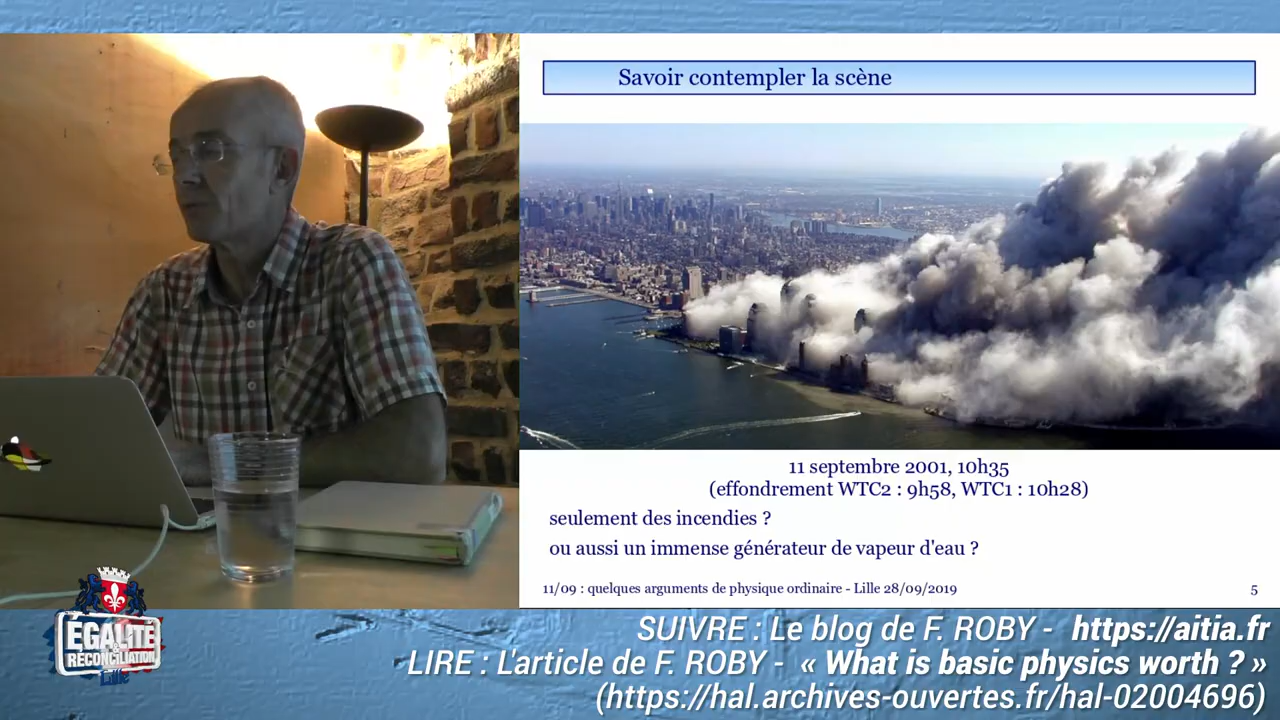 Savoir contempler la scène
11 septembre 2001, 10h35
(effondrement WTC2 : 9h58, WTC1 : 10h28)
seulement des incendies ?
ou aussi un immense générateur de vapeur d'eau ?
11/09 : quelques arguments de physique ordinaire - Lille 28/09/2019
5
EGALITE
&
RECONCILIATION
Lille
SUIVRE : Le blog de F. ROBY - https://aitia.fr
LIRE : L'article de F. ROBY - « What is basic physics worth ? »
(https://hal.archives-ouvertes.fr/hal-02004696)